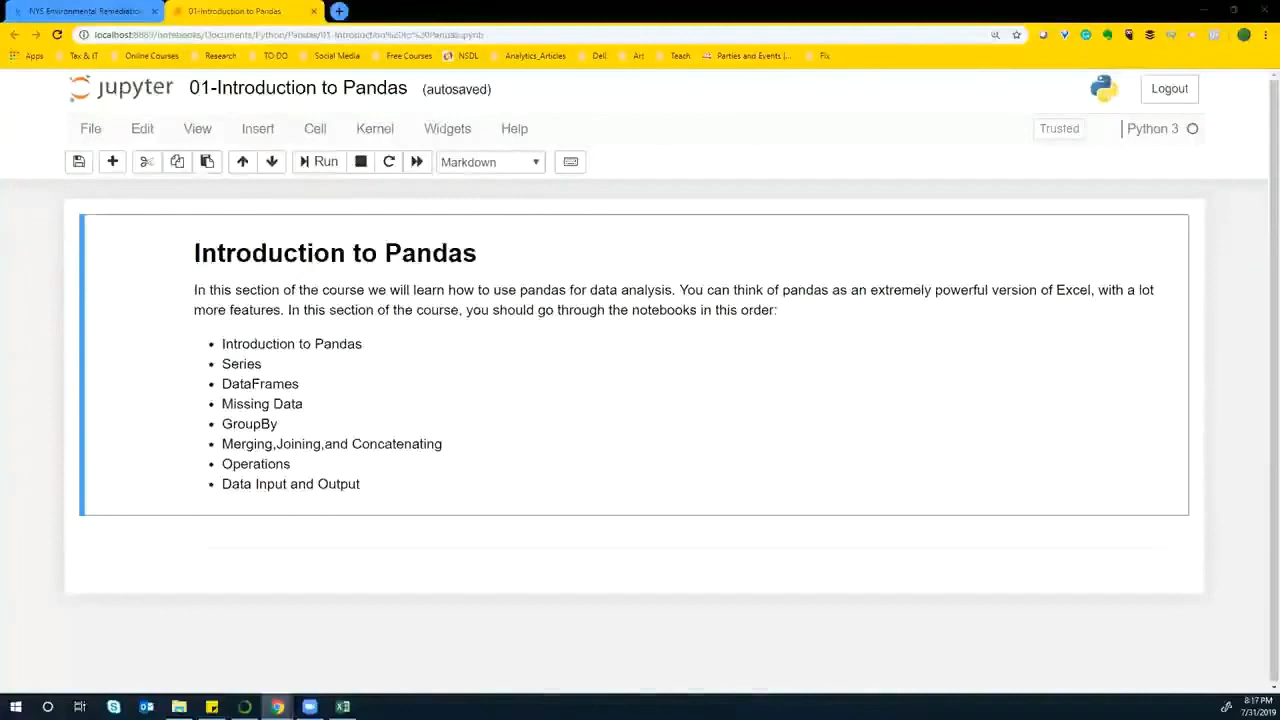 NYS Environmental Remediation
01-Introduction to Pandas
Apps
Tax & IT
Online Courses
Research
TO DO
Social Media
Free Courses
NSDL
Analytics_Articles
Dell
Art
Teach
Parties and Events |...
Fix
jupyter 01-Introduction to Pandas (autosaved)
Logout
File Edit View Insert Cell Kernel Widgets Help
Trusted
Python 3
Run
Markdown
Introduction to Pandas
In this section of the course we will learn how to use pandas for data analysis. You can think of pandas as an extremely powerful version of Excel, with a lot
more features. In this section of the course, you should go through the notebooks in this order:
Introduction to Pandas
Series
DataFrames
Missing Data
GroupBy
Merging,Joining,and Concatenating
Operations
Data Input and Output
8:17 PM
7/31/2019